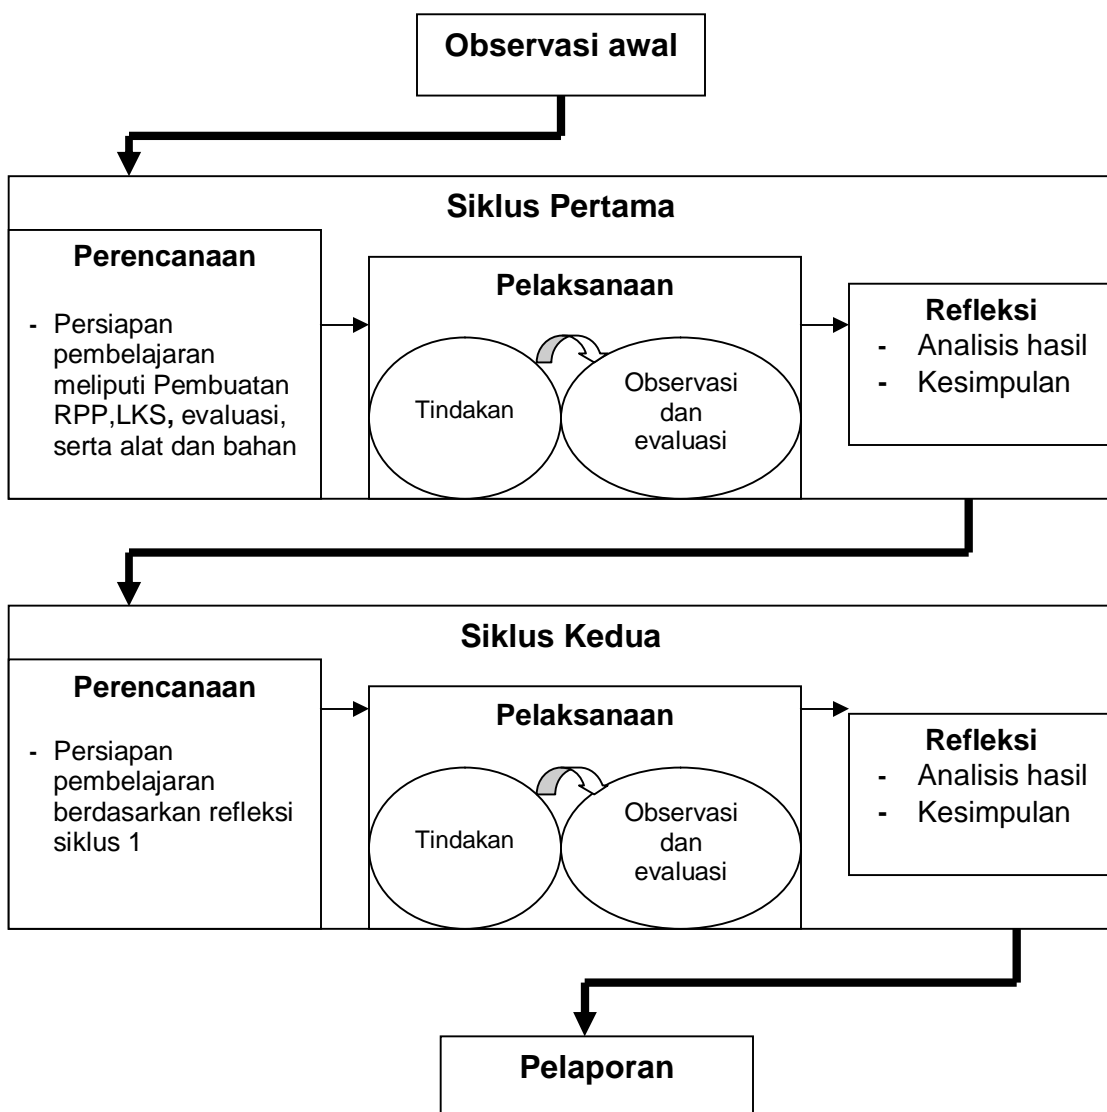 Observasi awal
Siklus Pertama
Perencanaan
- Persiapan
pembelajaran
meliputi Pembuatan
RPP,LKS, evaluasi,
serta alat dan bahan
Pelaksanaan
Tindakan
Observasi
dan
evaluasi
Refleksi
- Analisis hasil
- Kesimpulan
Siklus Kedua
Perencanaan
- Persiapan
pembelajaran
berdasarkan refleksi
siklus 1
Pelaksanaan
Tindakan
Observasi
dan
evaluasi
Refleksi
- Analisis hasil
- Kesimpulan
Pelaporan